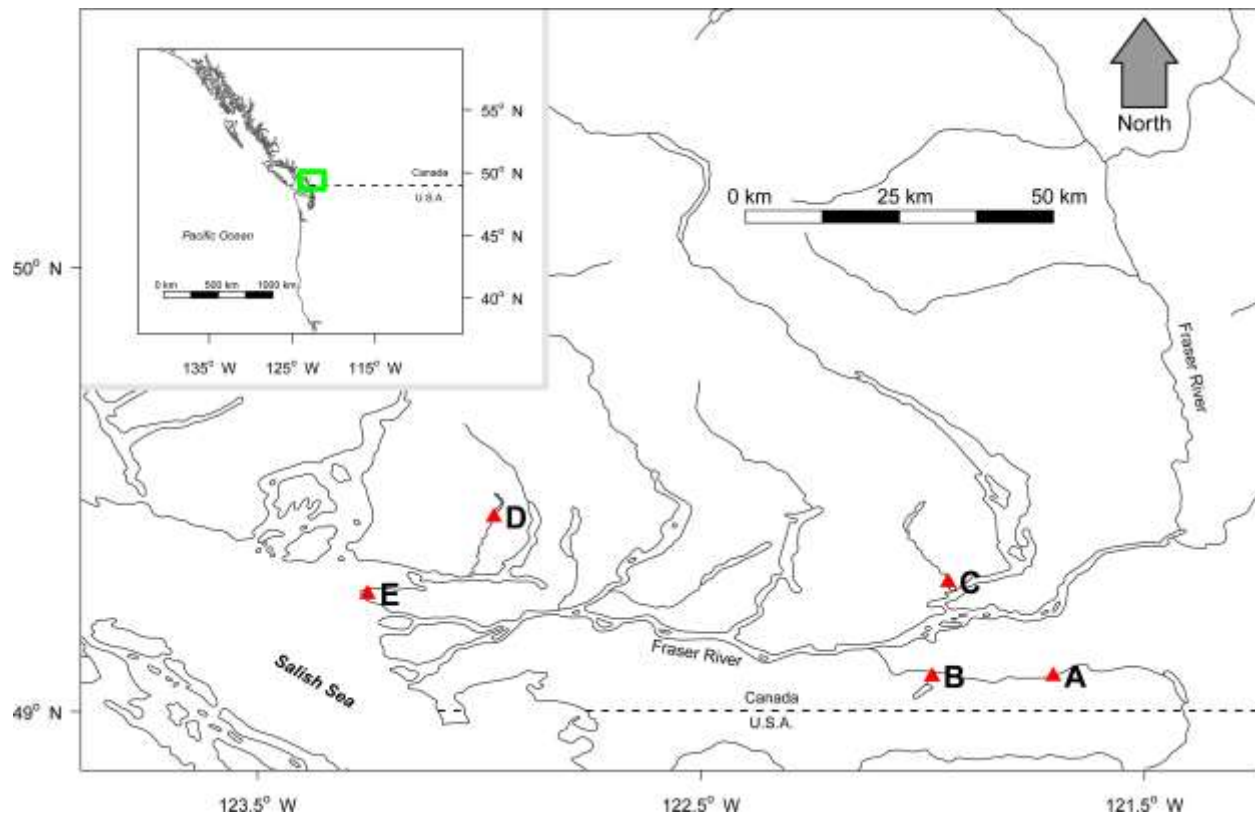 North
0 km 25 km 50 km
55° N
50° N
45° N
40° N
Canada
U.S.A.
Pacific Ocean
0 km 500 km 1000 km
135° W 125° W 115° W
50° N
Fraser River
D
C
E
Fraser River
B
A
Salish Sea
Canada
U.S.A.
49° N
123.5° W 122.5° W 121.5° W